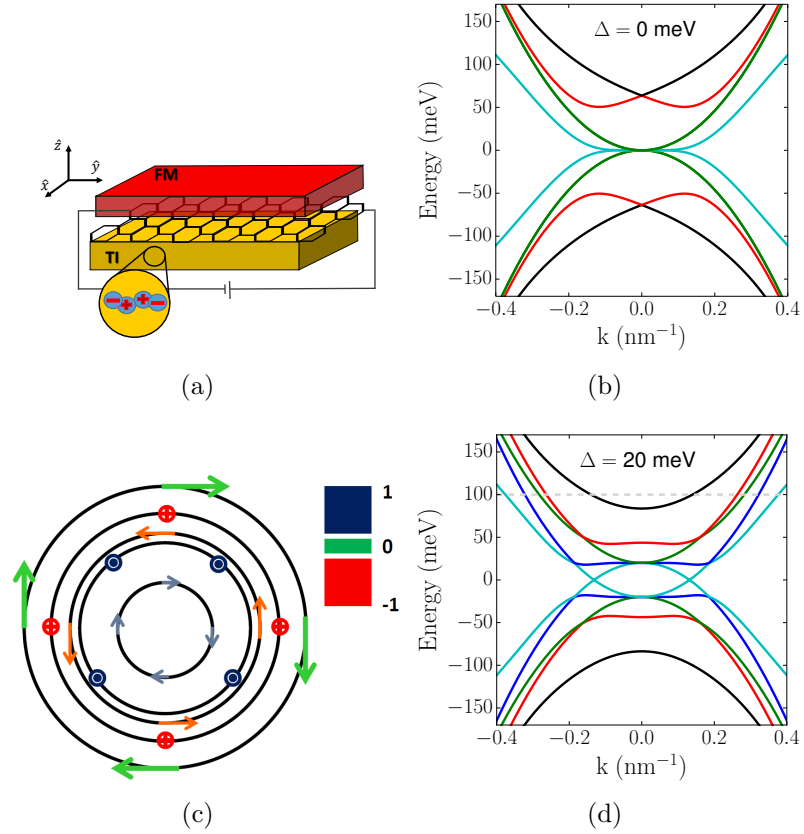 ẑ
ŷ
x̂
FM
TI
− + + −
(a)
Δ = 0 meV
Energy (meV)
150
100
50
0
−50
−100
−150
−0.4 −0.2 0.0 0.2 0.4
k (nm⁻¹)
(b)
1
0
-1
(c)
Δ = 20 meV
Energy (meV)
150
100
50
0
−50
−100
−150
−0.4 −0.2 0.0 0.2 0.4
k (nm⁻¹)
(d)